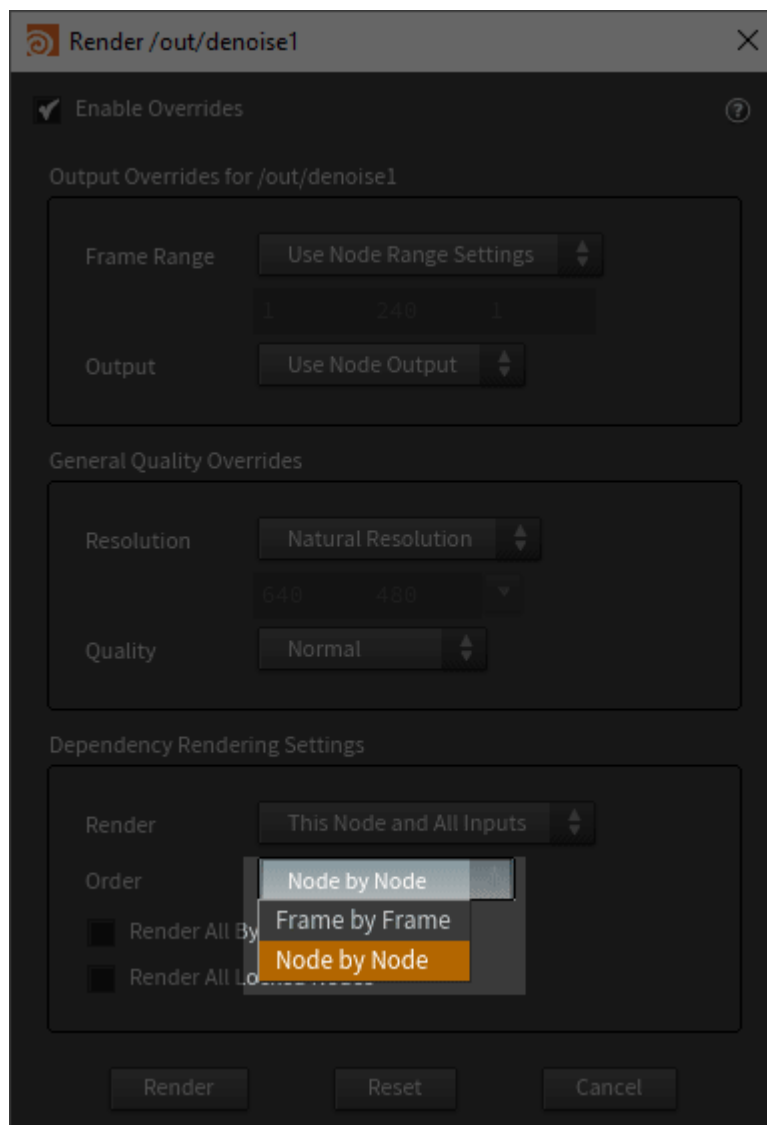 Render /out/denoise1
Enable Overrides
Output Overrides for /out/denoise1
Frame Range Use Node Range Settings
1 240 1
Output Use Node Output
General Quality Overrides
Resolution Natural Resolution
640 480
Quality Normal
Dependency Rendering Settings
Render This Node and All Inputs
Order Node by Node
Frame by Frame
Render All By
Node by Node
Render All Locked Nodes
Render Reset Cancel